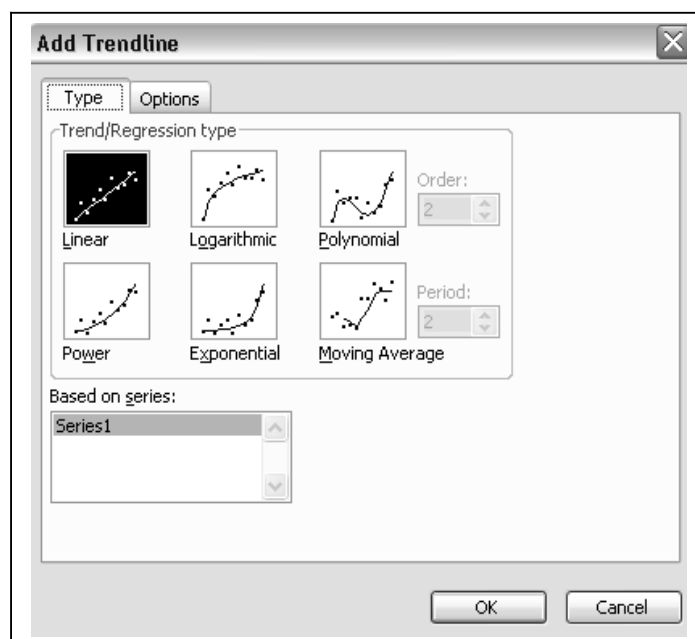 Add Trendline
Type Options
Trend/Regression type
Linear Logarithmic Polynomial
Order:
2
Power Exponential Moving Average
Period:
2
Based on series:
Series1
OK Cancel